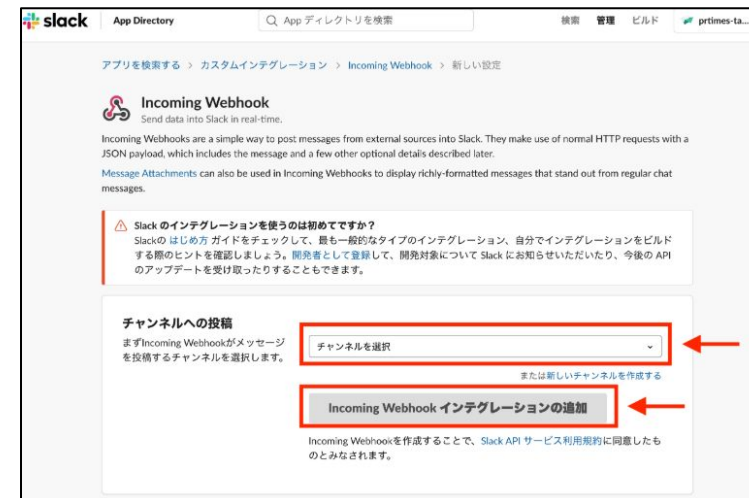 slack App Directory App ディレクトリを検索 検索 管理 ビルド prtimes-ta...
アプリを検索する > カスタムインテグレーション > Incoming Webhook > 新しい設定
Incoming Webhook
Send data into Slack in real-time.
Incoming Webhooks are a simple way to post messages from external sources into Slack. They make use of normal HTTP requests with a
JSON payload, which includes the message and a few other optional details described later.
Message Attachments can also be used in Incoming Webhooks to display richly-formatted messages that stand out from regular chat
messages.
Slack のインテグレーションを使うのは初めてですか？
Slackの はじめ方 ガイドをチェックして、最も一般的なタイプのインテグレーション、自分でインテグレーションをビルド
する際のヒントを確認しましょう。開発者として登録して、開発対象について Slack にお知らせいただいたり、今後の API
のアップデートを受け取ったりすることもできます。
チャンネルへの投稿
まずIncoming Webhookがメッセージ
を投稿するチャンネルを選択します。
チャンネルを選択
または新しいチャンネルを作成する
Incoming Webhook インテグレーションの追加
Incoming Webhookを作成することで、Slack API サービス利用規約に同意したも
のとみなされます。